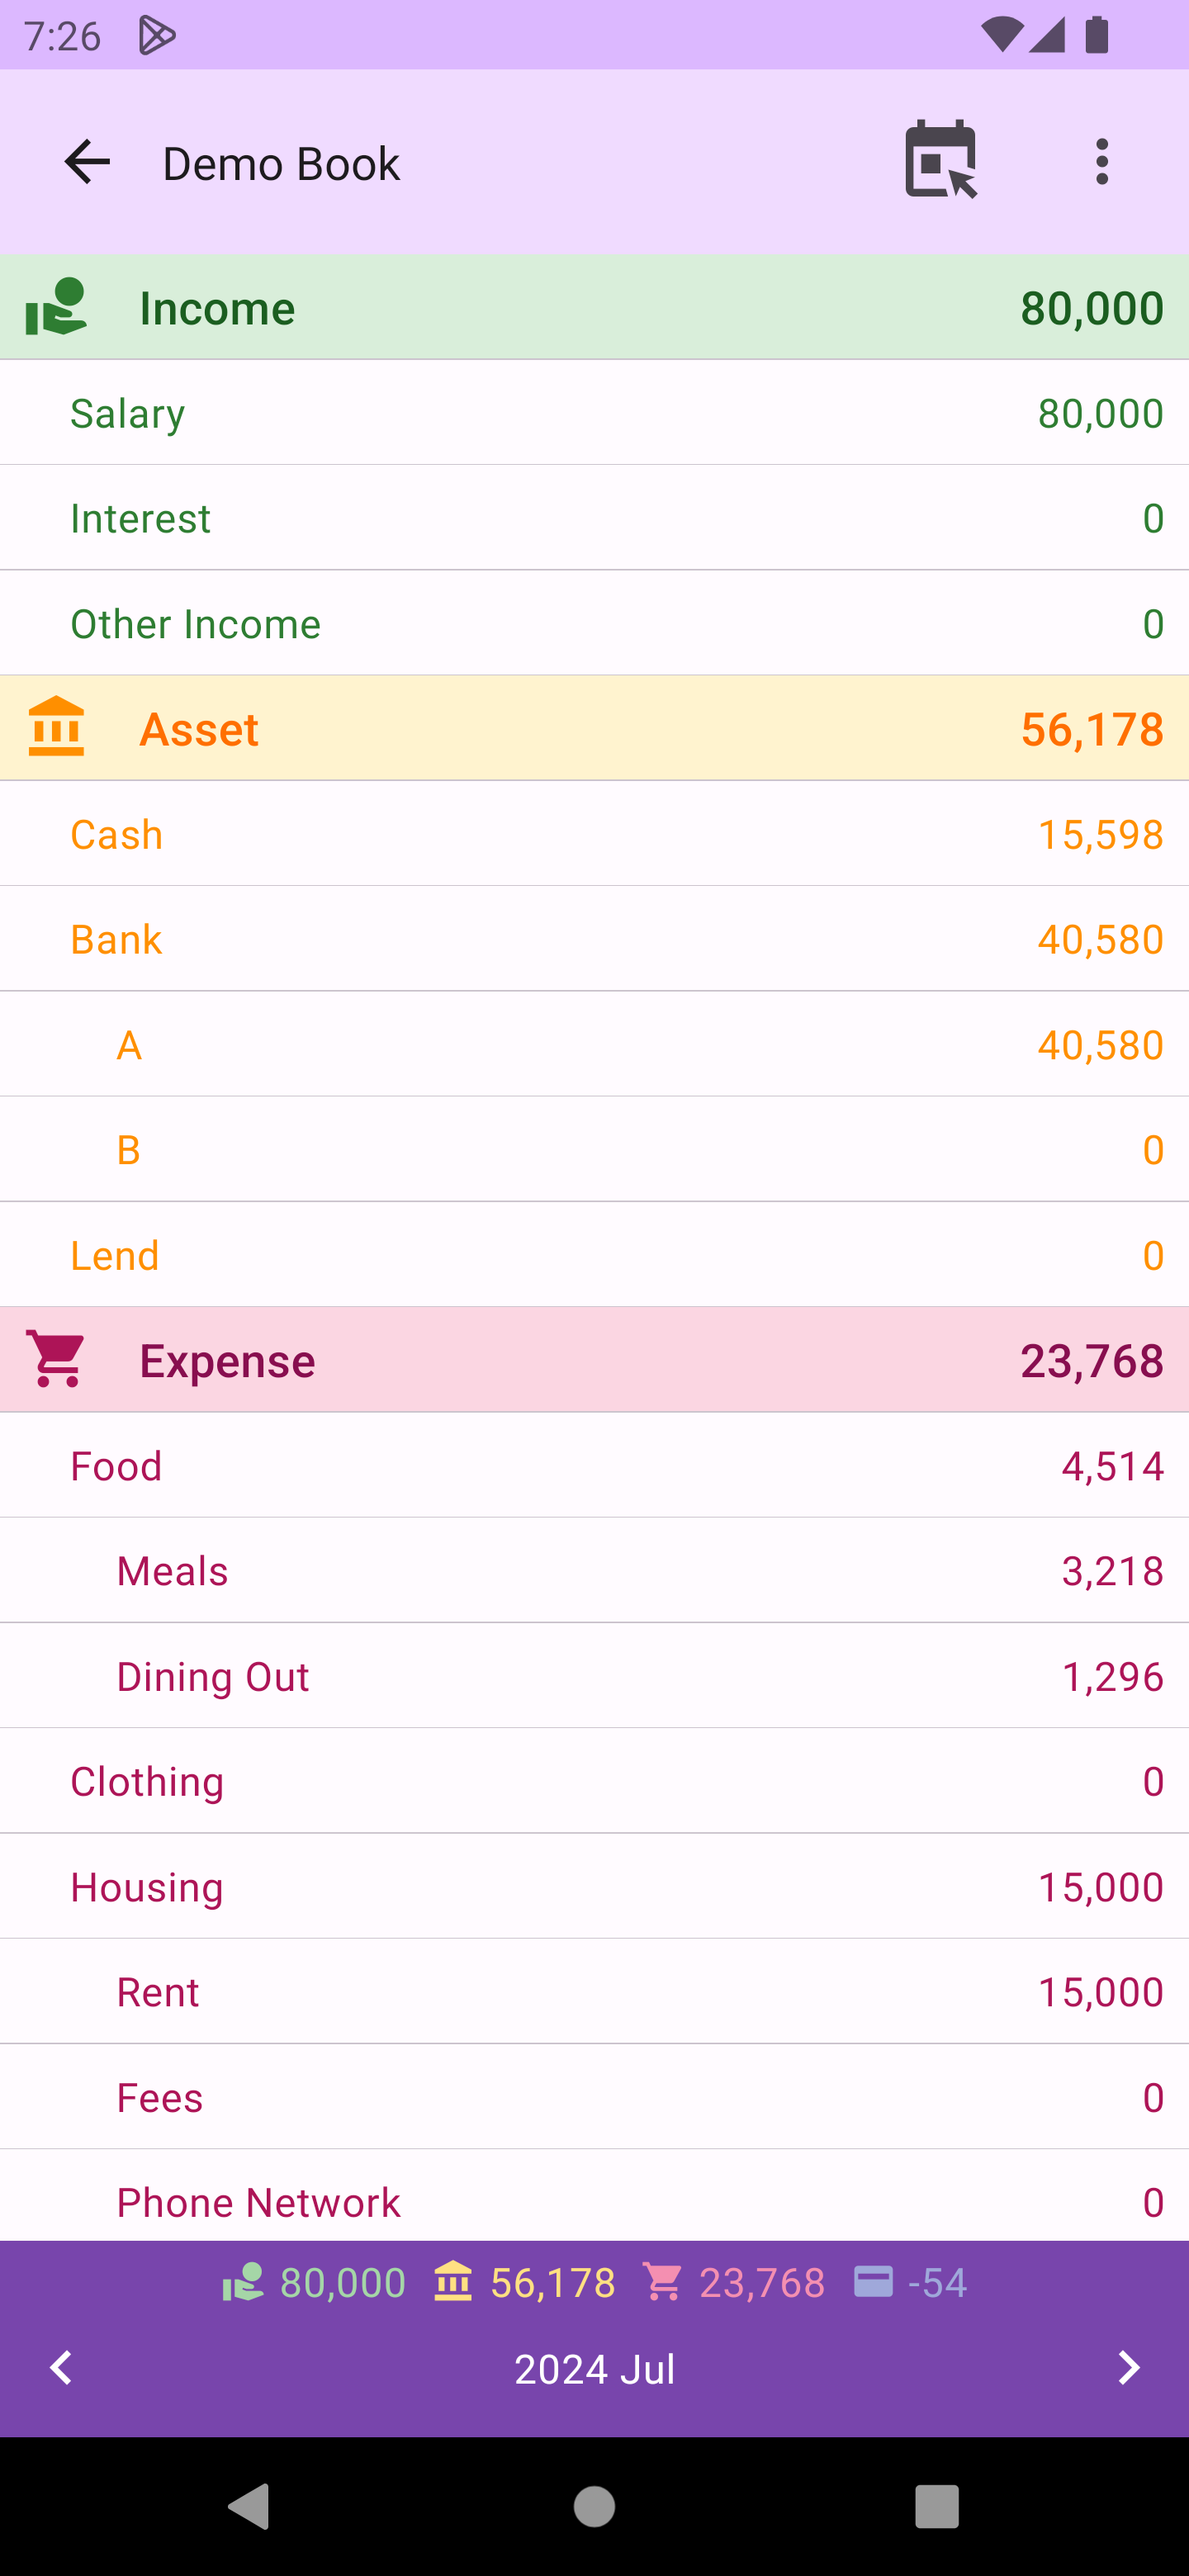 7:26
Demo Book
Income 80,000
Salary 80,000
Interest 0
Other Income 0
Asset 56,178
Cash 15,598
Bank 40,580
A 40,580
B 0
Lend 0
Expense 23,768
Food 4,514
Meals 3,218
Dining Out 1,296
Clothing 0
Housing 15,000
Rent 15,000
Fees 0
Phone Network 0
80,000 56,178 23,768 -54
2024 Jul